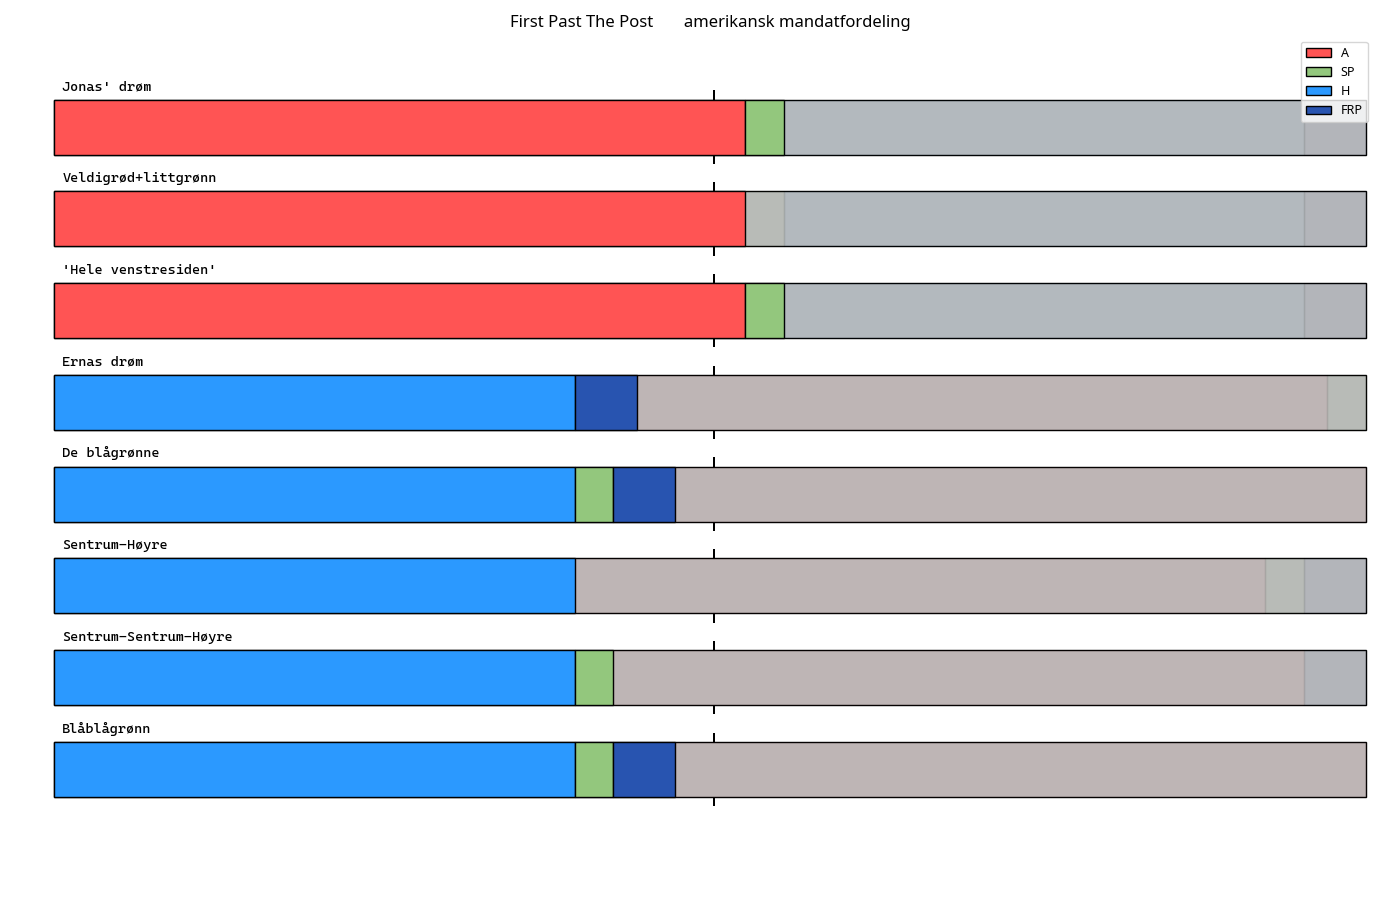 First Past The Post amerikansk mandatfordeling
A
SP
H
FRP
Jonas' drøm
Veldigrød+littgrønn
'Hele venstresiden'
Ernas drøm
De blågrønne
Sentrum-Høyre
Sentrum-Sentrum-Høyre
Blåblågrønn